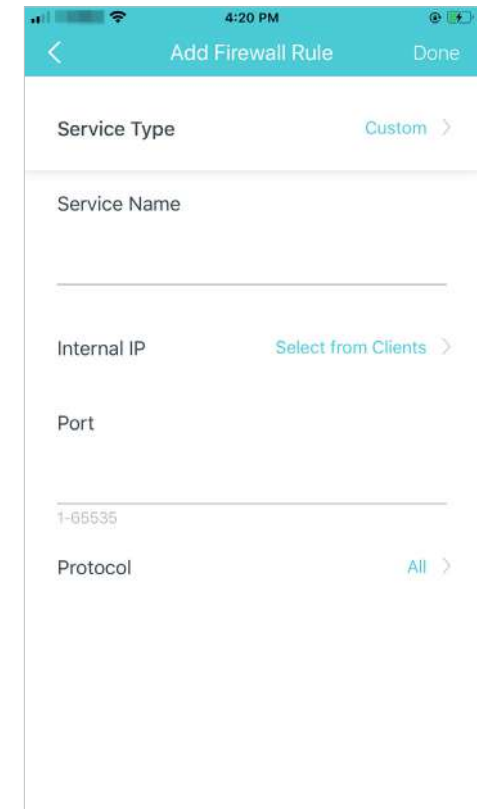 4:20 PM
Add Firewall Rule Done
Service Type Custom
Service Name
Internal IP Select from Clients
Port
1-65535
Protocol All